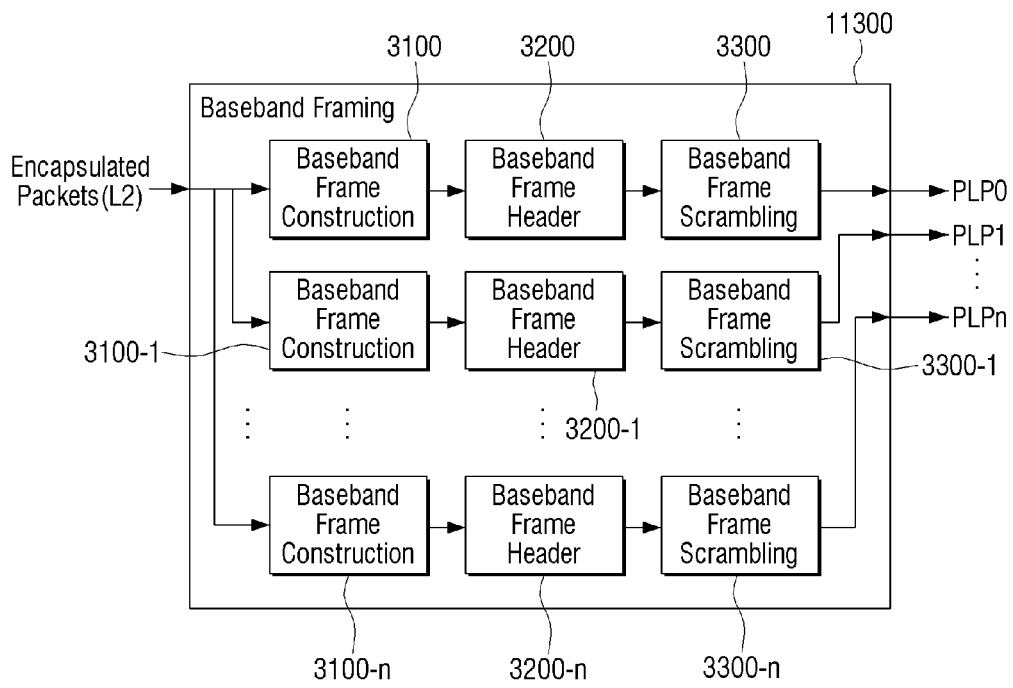 11300
3100
3200
3300
Baseband Framing
Encapsulated
Packets(L2)
Baseband
Frame
Construction
Baseband
Frame
Header
Baseband
Frame
Scrambling
PLP0
PLP1
PLPn
Baseband
Frame
Construction
Baseband
Frame
Header
Baseband
Frame
Scrambling
3100-1
3200-1
3300-1
Baseband
Frame
Construction
Baseband
Frame
Header
Baseband
Frame
Scrambling
3100-n
3200-n
3300-n